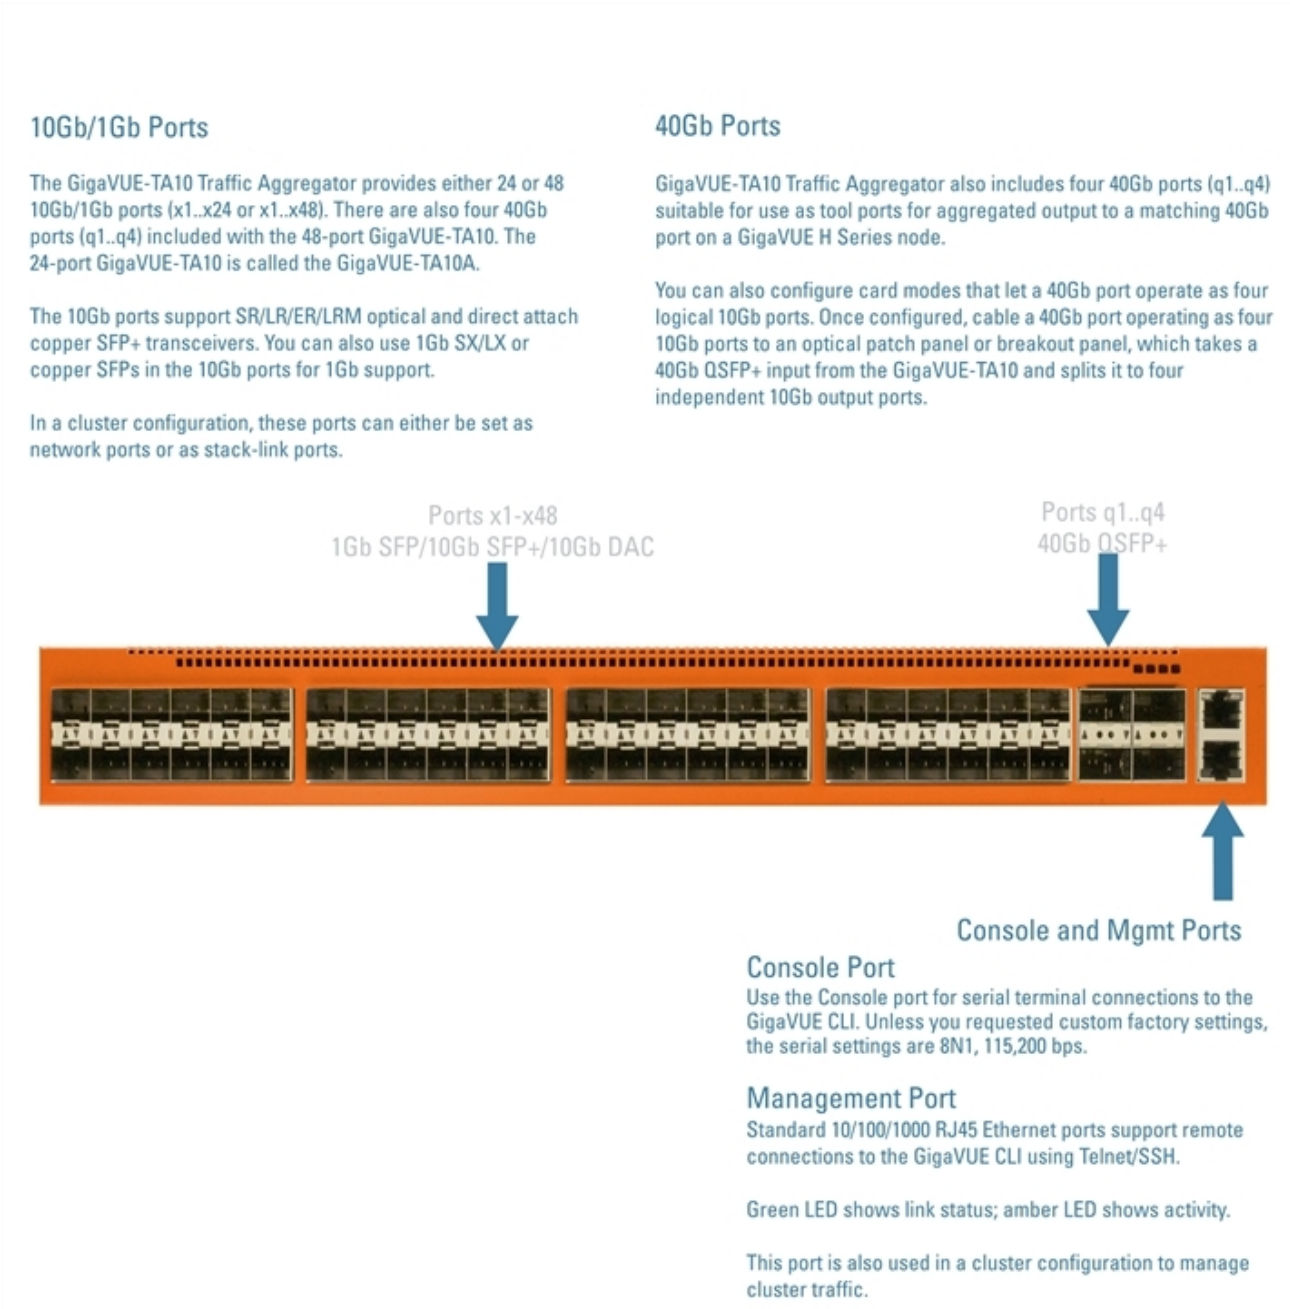 10Gb/1Gb Ports
The GigaVUE-TA10 Traffic Aggregator provides either 24 or 48
10Gb/1Gb ports (x1..x24 or x1..x48). There are also four 40Gb
ports (q1..q4) included with the 48-port GigaVUE-TA10. The
24-port GigaVUE-TA10 is called the GigaVUE-TA10A.
The 10Gb ports support SR/LR/ER/LRM optical and direct attach
copper SFP+ transceivers. You can also use 1Gb SX/LX or
copper SFPs in the 10Gb ports for 1Gb support.
In a cluster configuration, these ports can either be set as
network ports or as stack-link ports.
40Gb Ports
GigaVUE-TA10 Traffic Aggregator also includes four 40Gb ports (q1..q4)
suitable for use as tool ports for aggregated output to a matching 40Gb
port on a GigaVUE H Series node.
You can also configure card modes that let a 40Gb port operate as four
logical 10Gb ports. Once configured, cable a 40Gb port operating as four
10Gb ports to an optical patch panel or breakout panel, which takes a
40Gb QSFP+ input from the GigaVUE-TA10 and splits it to four
independent 10Gb output ports.
Ports x1-x48
1Gb SFP/10Gb SFP+/10Gb DAC
Ports q1..q4
40Gb QSFP+
Console and Mgmt Ports
Console Port
Use the Console port for serial terminal connections to the
GigaVUE CLI. Unless you requested custom factory settings,
the serial settings are 8N1, 115,200 bps.
Management Port
Standard 10/100/1000 RJ45 Ethernet ports support remote
connections to the GigaVUE CLI using Telnet/SSH.
Green LED shows link status; amber LED shows activity.
This port is also used in a cluster configuration to manage
cluster traffic.